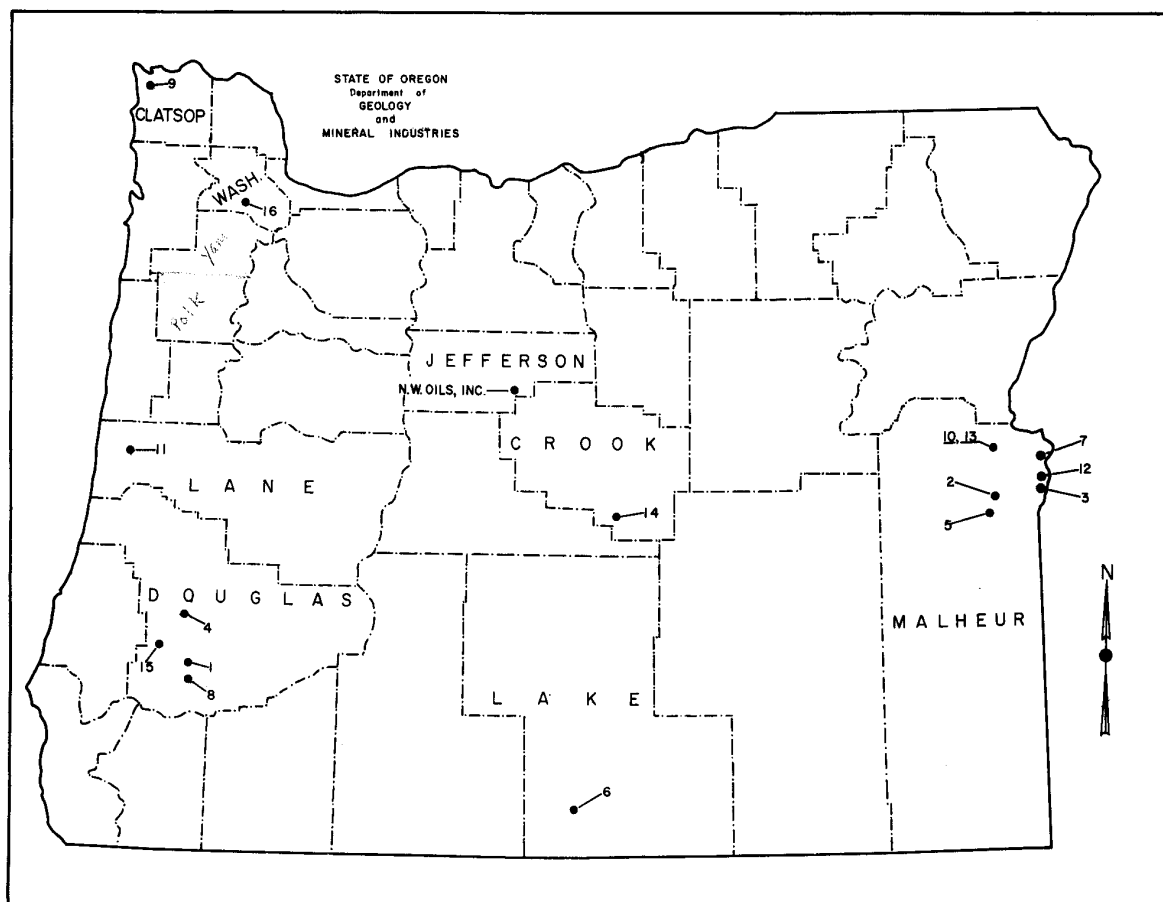 STATE OF OREGON
Department of
GEOLOGY
and
MINERAL INDUSTRIES
9
CLATSOP
WASH
16
Yam
Polk
JEFFERSON
N.W. OILS, INC.
CROOK
10, 13
7
11
12
LANE
2
3
14
5
N
DOUGLAS
4
MALHEUR
15
1
8
LAKE
6